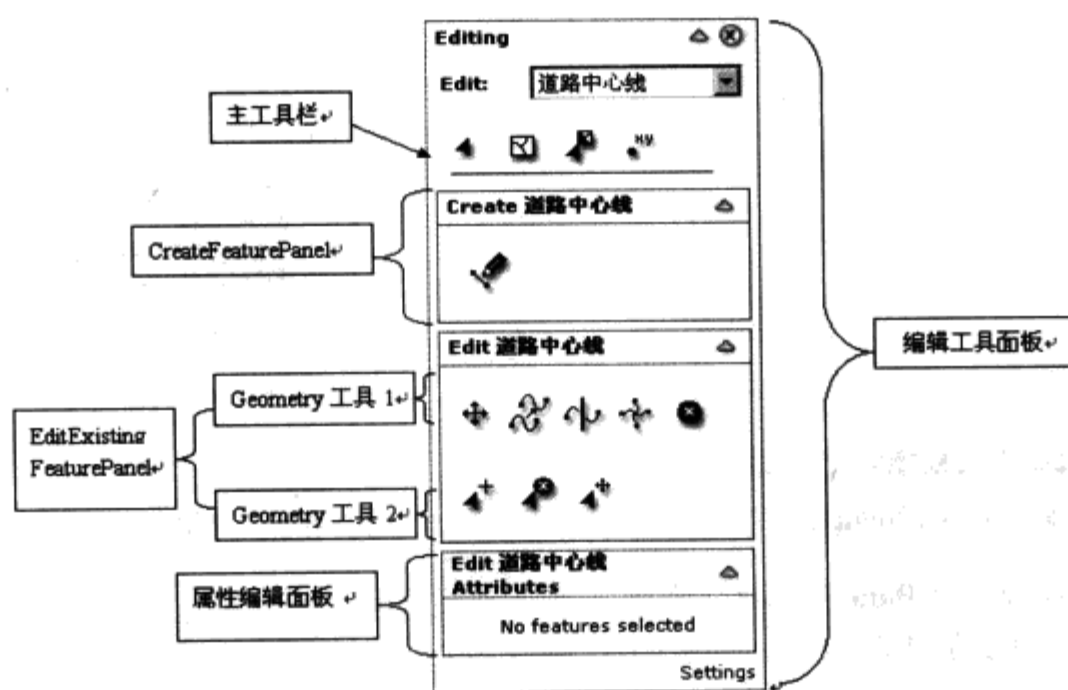 Editing
Edit: 道路中心线
主工具栏
xy
Create 道路中心线
CreateFeaturePanel
Edit 道路中心线
编辑工具面板
Geometry 工具 1
EditExisting
FeaturePanel
Geometry 工具 2
Edit 道路中心线
Attributes
属性编辑面板
No features selected
Settings